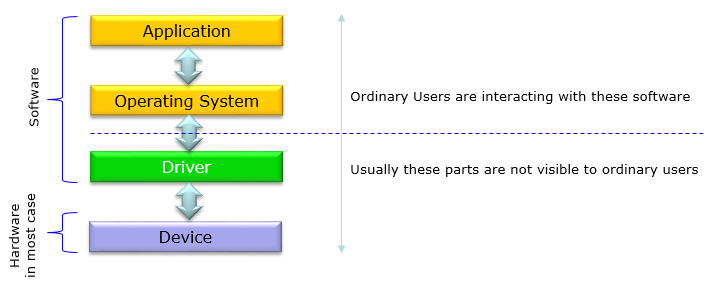 Application
Operating System
Driver
Device
Software
Hardware
in most case
Ordinary Users are interacting with these software
Usually these parts are not visible to ordinary users